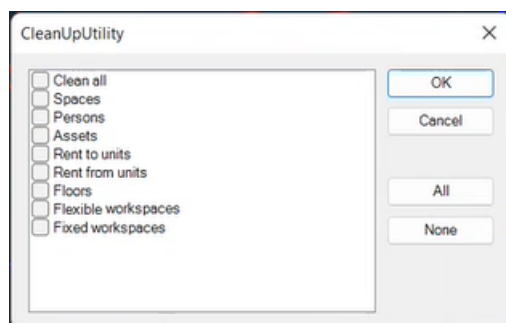 CleanUpUtility
Clean all
Spaces
Persons
Assets
Rent to units
Rent from units
Floors
Flexible workspaces
Fixed workspaces
OK
Cancel
All
None